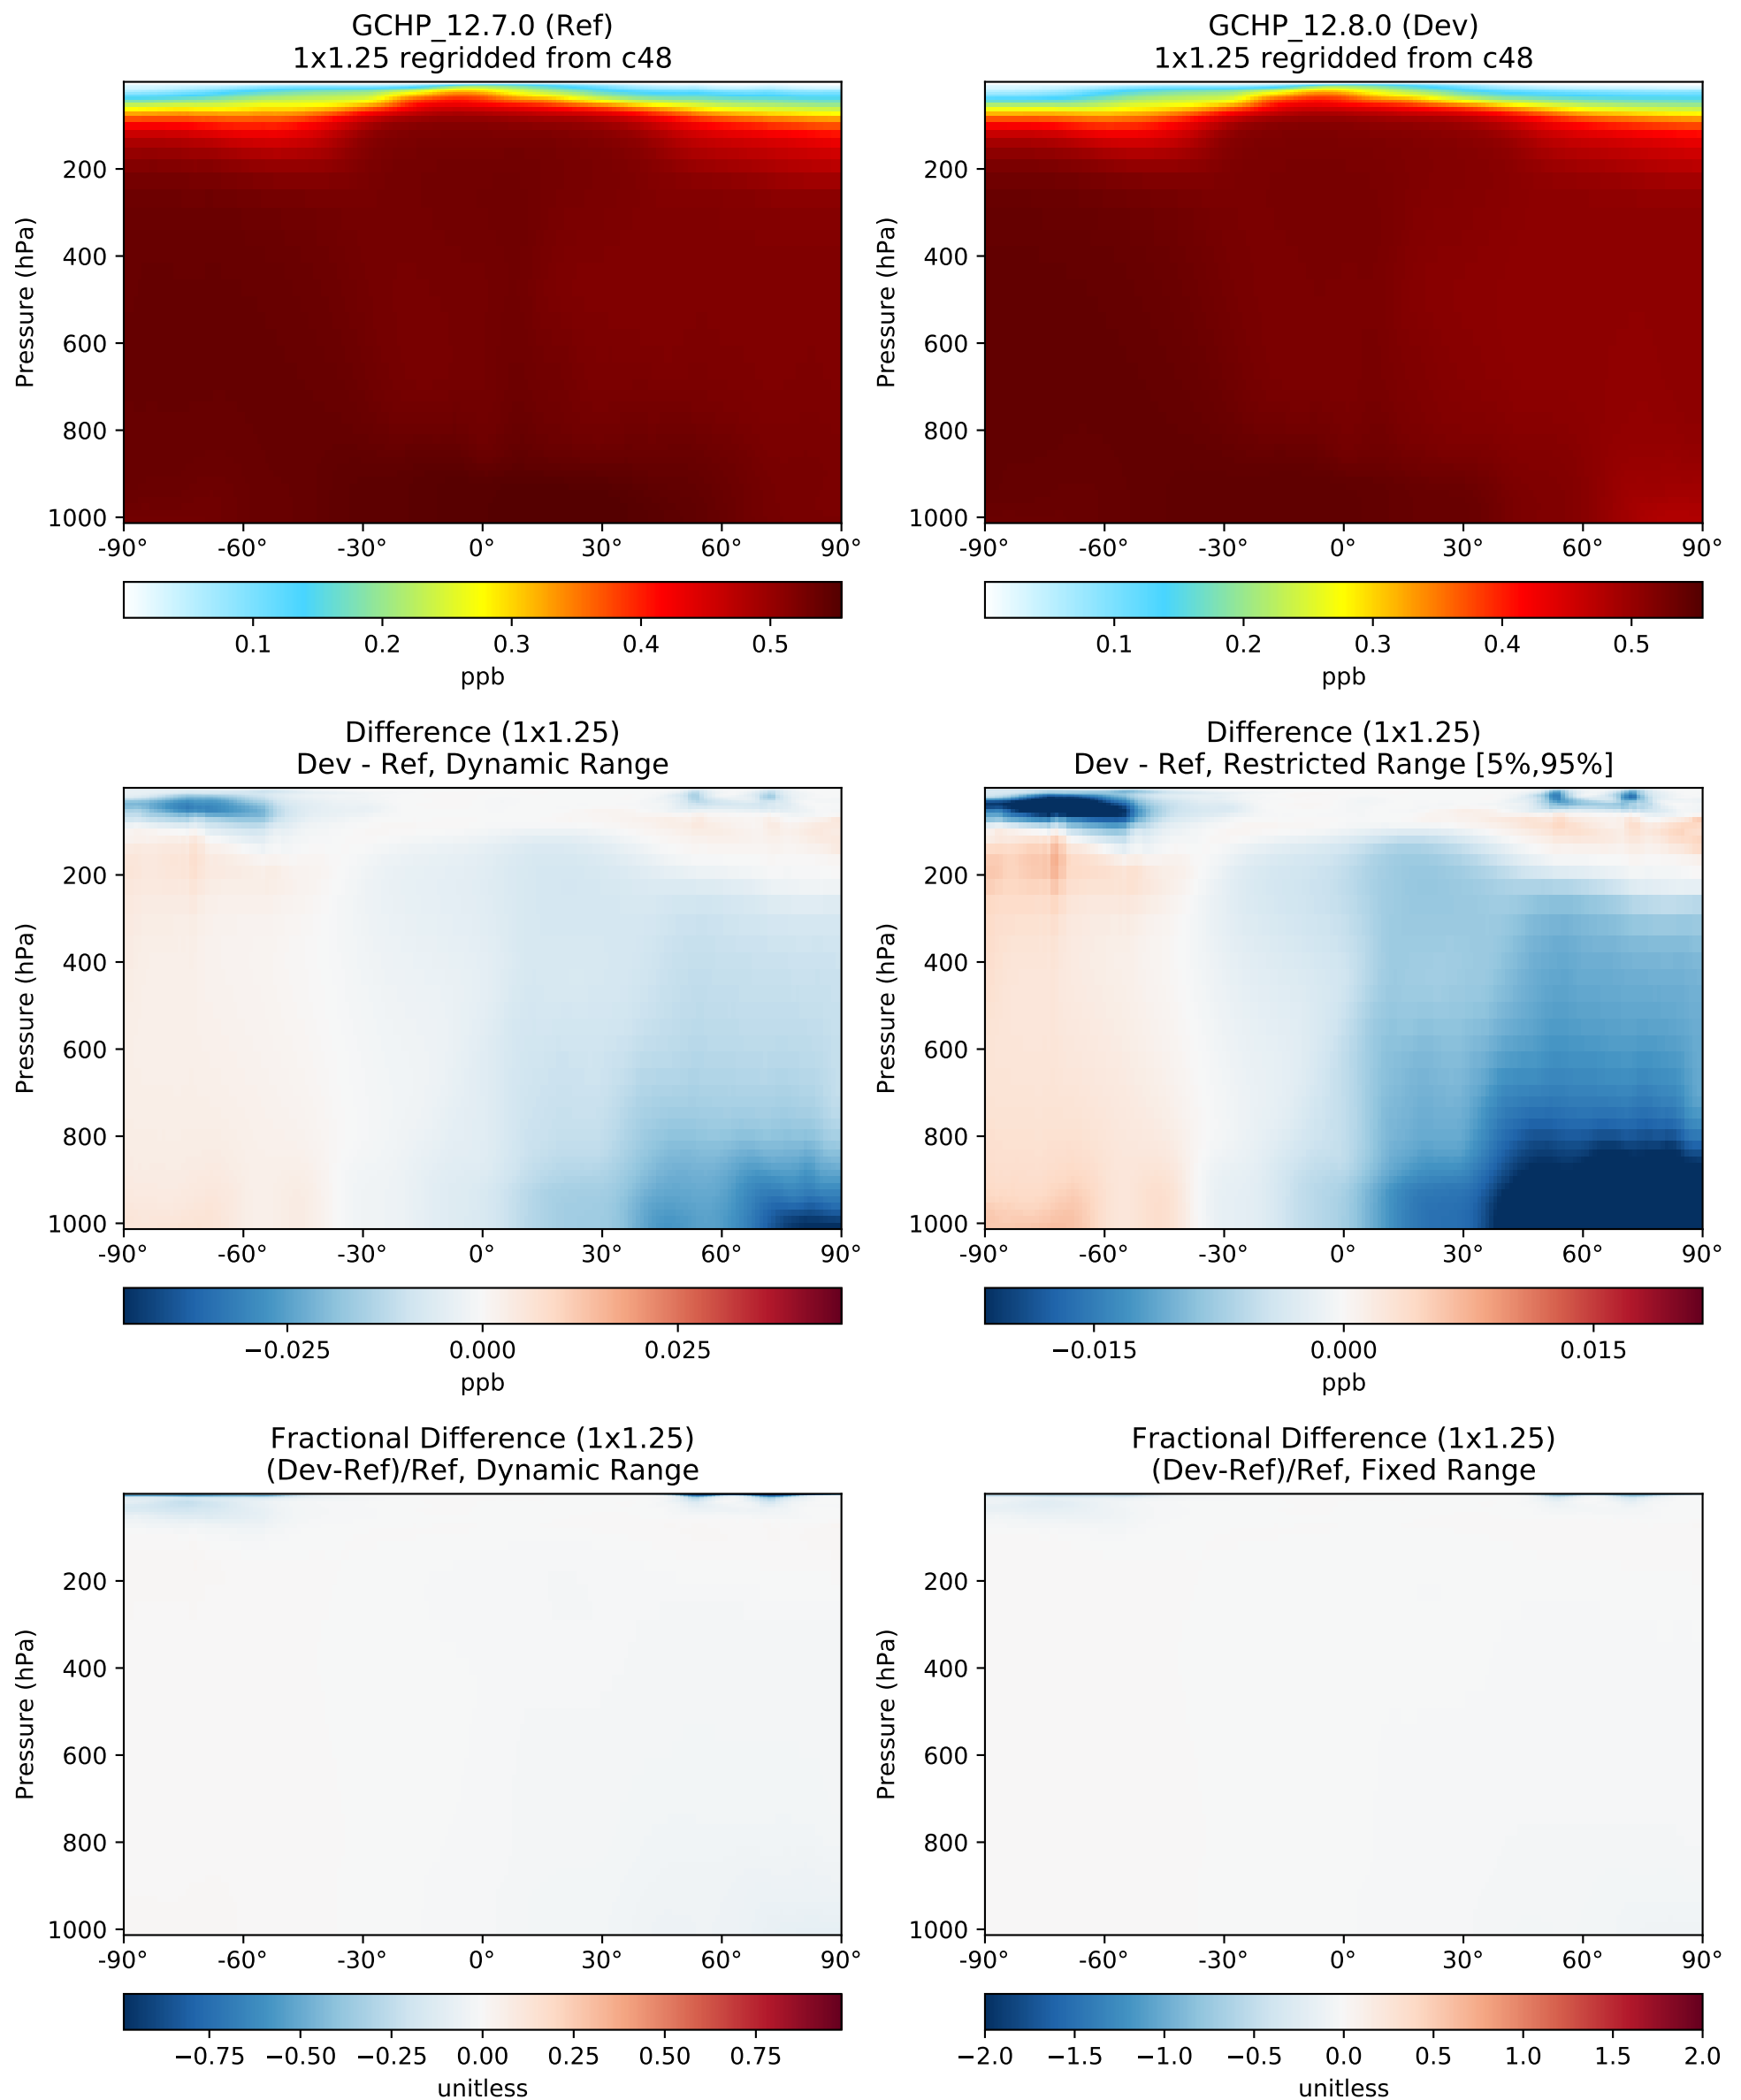 GCHP_12.7.0 (Ref)
1x1.25 regridded from c48
Pressure (hPa)
200
400
600
800
1000
-90° -60° -30° 0° 30° 60° 90°
0.1 0.2 0.3 0.4 0.5
ppb
GCHP_12.8.0 (Dev)
1x1.25 regridded from c48
Pressure (hPa)
200
400
600
800
1000
-90° -60° -30° 0° 30° 60° 90°
0.1 0.2 0.3 0.4 0.5
ppb
Difference (1x1.25)
Dev - Ref, Dynamic Range
Pressure (hPa)
200
400
600
800
1000
-90° -60° -30° 0° 30° 60° 90°
−0.025 0.000 0.025
ppb
Difference (1x1.25)
Dev - Ref, Restricted Range [5%,95%]
Pressure (hPa)
200
400
600
800
1000
-90° -60° -30° 0° 30° 60° 90°
−0.015 0.000 0.015
ppb
Fractional Difference (1x1.25)
(Dev-Ref)/Ref, Dynamic Range
Pressure (hPa)
200
400
600
800
1000
-90° -60° -30° 0° 30° 60° 90°
−0.75 −0.50 −0.25 0.00 0.25 0.50 0.75
unitless
Fractional Difference (1x1.25)
(Dev-Ref)/Ref, Fixed Range
Pressure (hPa)
200
400
600
800
1000
-90° -60° -30° 0° 30° 60° 90°
−2.0 −1.5 −1.0 −0.5 0.0 0.5 1.0 1.5 2.0
unitless